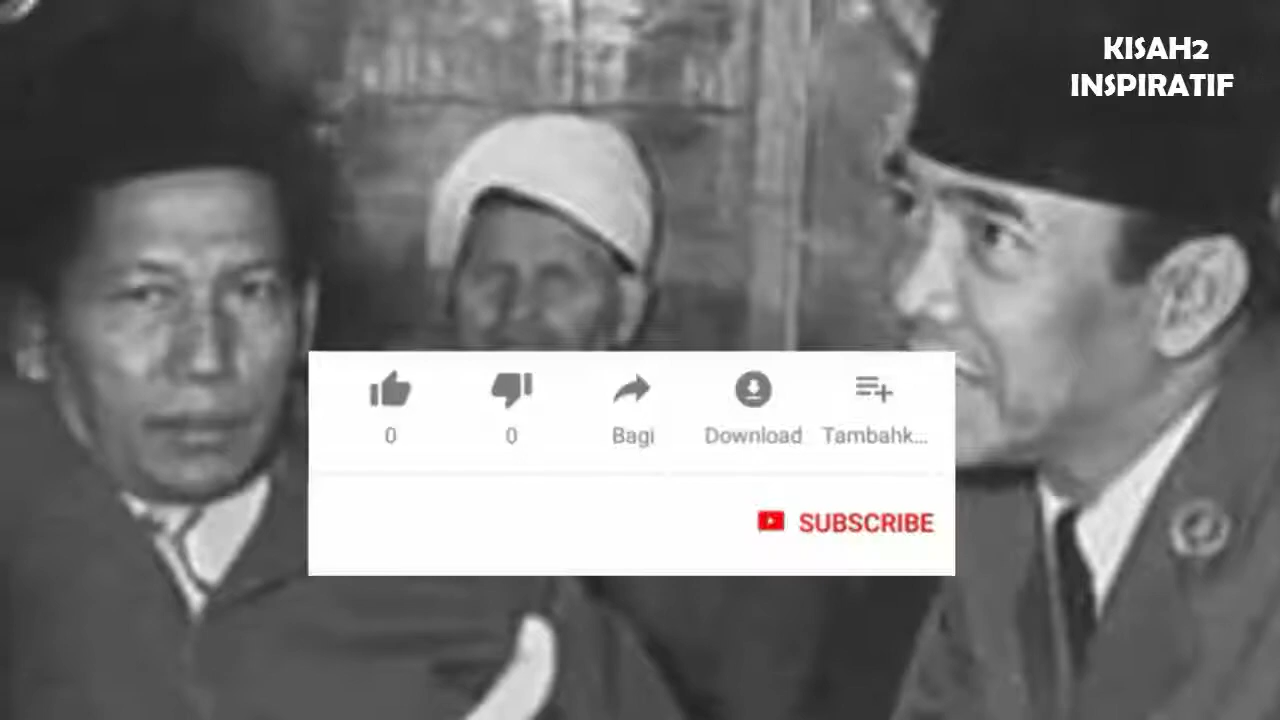 KISAH2
INSPIRATIF
0
0
Bagi
Download
Tambahk...
SUBSCRIBE